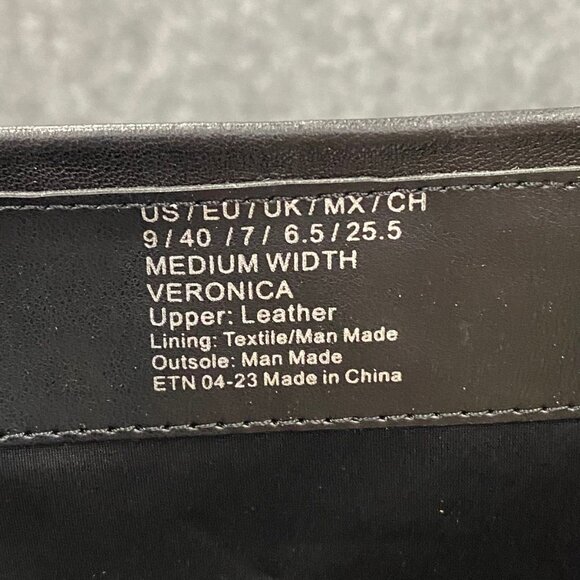 US/EU/UK/MX/CH
9/40 /7/ 6.5/25.5
MEDIUM WIDTH
VERONICA
Upper: Leather
Lining: Textile/Man Made
Outsole: Man Made
ETN 04-23 Made in China